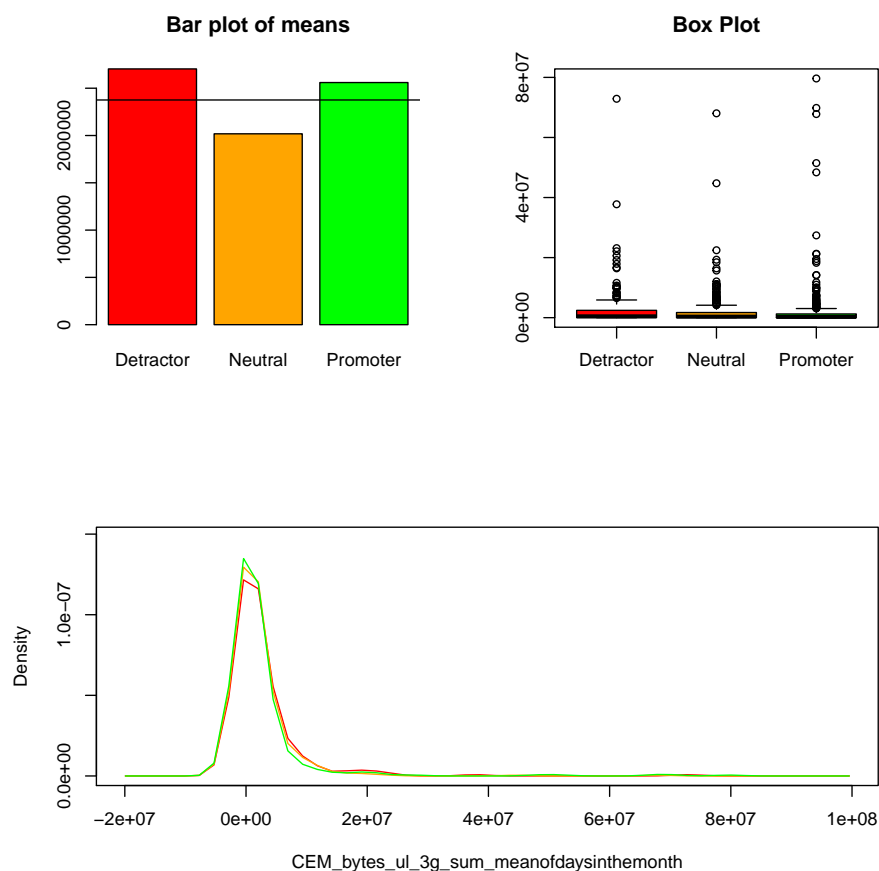 Bar plot of means
Box Plot
2000000
1000000
0
Detractor
Neutral
Promoter
8e+07
4e+07
0e+00
Detractor
Neutral
Promoter
Density
1.0e−07
0.0e+00
−2e+07
0e+00
2e+07
4e+07
6e+07
8e+07
1e+08
CEM_bytes_ul_3g_sum_meanofdaysinthemonth